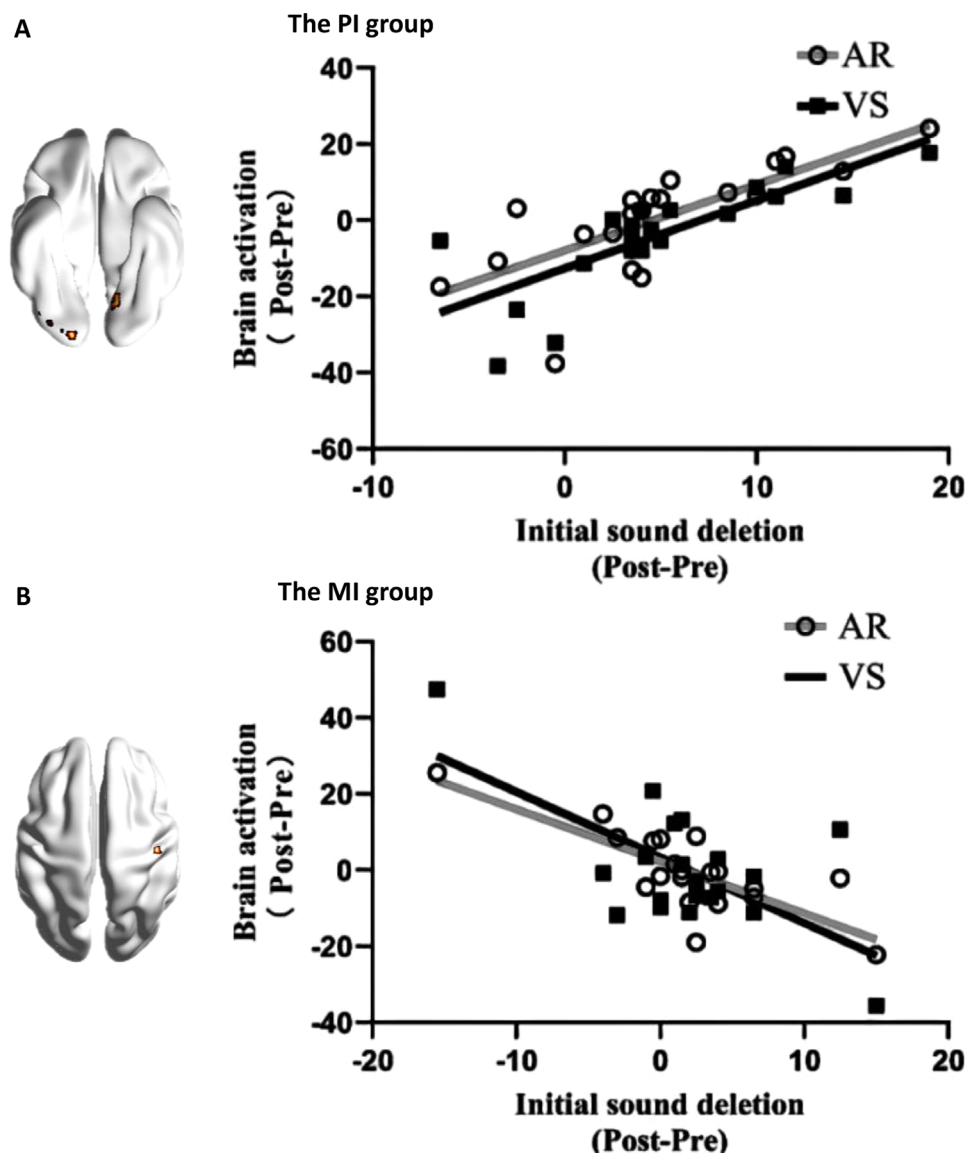 A
The PI group
AR
VS
Brain activation
( Post-Pre)
40
20
0
-20
-40
-60
-10
0
10
20
Initial sound deletion
(Post-Pre)
B
The MI group
AR
VS
Brain activation
( Post-Pre)
60
40
20
0
-20
-40
-20
-10
0
10
20
Initial sound deletion
(Post-Pre)